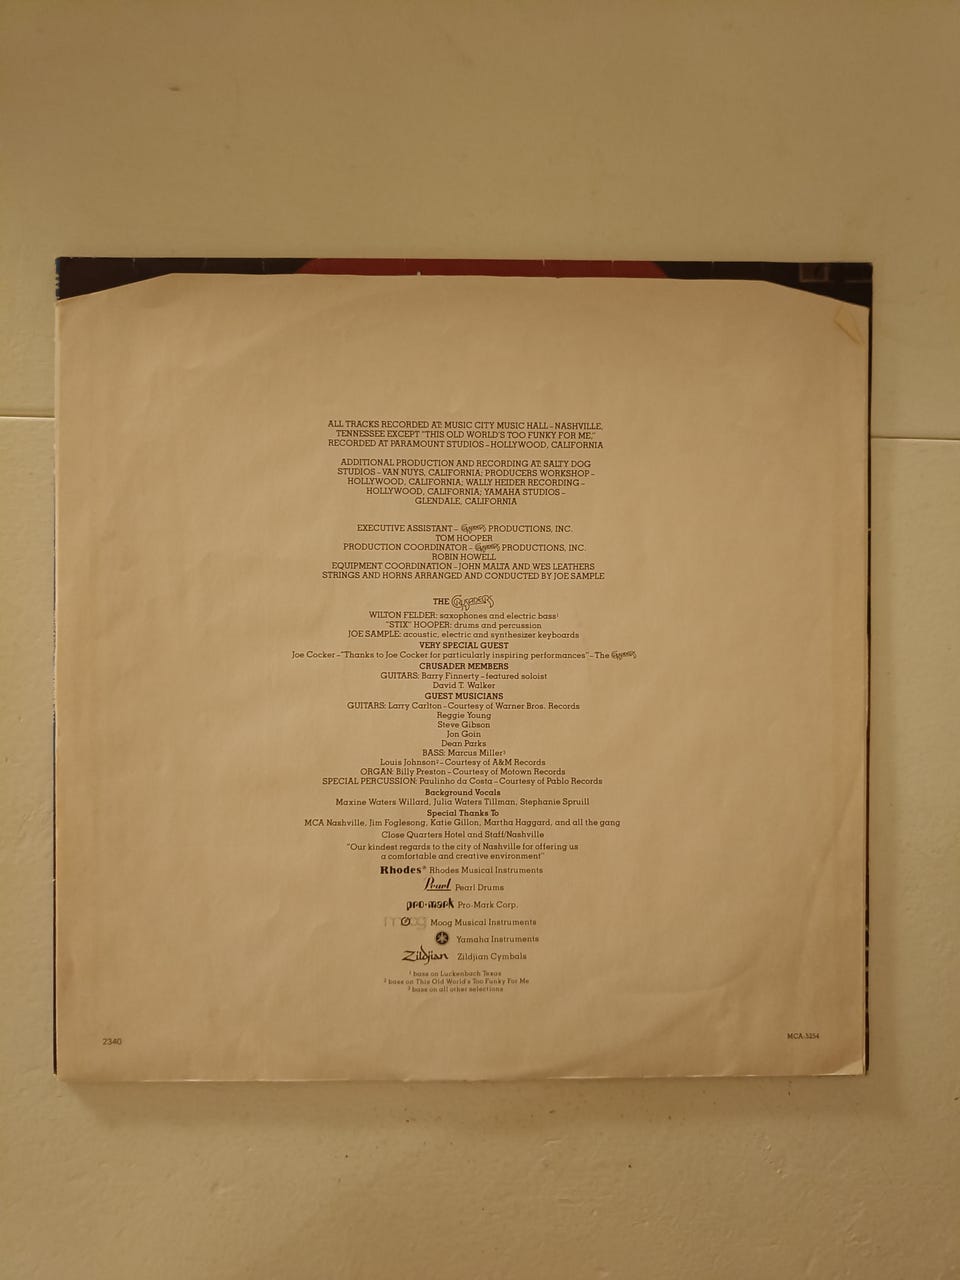 ALL TRACKS RECORDED AT: MUSIC CITY MUSIC HALL–NASHVILLE,
TENNESSEE EXCEPT "THIS OLD WORLD'S TOO FUNKY FOR ME,"
RECORDED AT PARAMOUNT STUDIOS–HOLLYWOOD, CALIFORNIA
ADDITIONAL PRODUCTION AND RECORDING AT: SALTY DOG
STUDIOS–VAN NUYS, CALIFORNIA; PRODUCERS WORKSHOP–
HOLLYWOOD, CALIFORNIA; WALLY HEIDER RECORDING–
HOLLYWOOD, CALIFORNIA; YAMAHA STUDIOS–
GLENDALE, CALIFORNIA
EXECUTIVE ASSISTANT– Crusaders PRODUCTIONS, INC.
TOM HOOPER
PRODUCTION COORDINATOR– Crusaders PRODUCTIONS, INC.
ROBIN HOWELL
EQUIPMENT COORDINATION–JOHN MALTA AND WES LEATHERS
STRINGS AND HORNS ARRANGED AND CONDUCTED BY JOE SAMPLE
THE CRUSADERS
WILTON FELDER: saxophones and electric bass¹
"STIX" HOOPER: drums and percussion
JOE SAMPLE: acoustic, electric and synthesizer keyboards
VERY SPECIAL GUEST
Joe Cocker–"Thanks to Joe Cocker for particularly inspiring performances"–The Crusaders
CRUSADER MEMBERS
GUITARS: Barry Finnerty–featured soloist
David T. Walker
GUEST MUSICIANS
GUITARS: Larry Carlton–Courtesy of Warner Bros. Records
Reggie Young
Steve Gibson
Jon Goin
Dean Parks
BASS: Marcus Miller³
Louis Johnson²–Courtesy of A&M Records
ORGAN: Billy Preston–Courtesy of Motown Records
SPECIAL PERCUSSION: Paulinho da Costa–Courtesy of Pablo Records
Background Vocals
Maxine Waters Willard, Julia Waters Tillman, Stephanie Spruill
Special Thanks To
MCA Nashville, Jim Foglesong, Katie Gillon, Martha Haggard, and all the gang
Close Quarters Hotel and Staff/Nashville
"Our kindest regards to the city of Nashville for offering us
a comfortable and creative environment"
Rhodes® Rhodes Musical Instruments
Pearl Pearl Drums
pro·mark Pro-Mark Corp.
moog Moog Musical Instruments
Yamaha Instruments
Zildjian Zildjian Cymbals
¹ bass on Luckenbach Texas
² bass on This Old World's Too Funky For Me
³ bass on all other selections
2340
MCA-5254